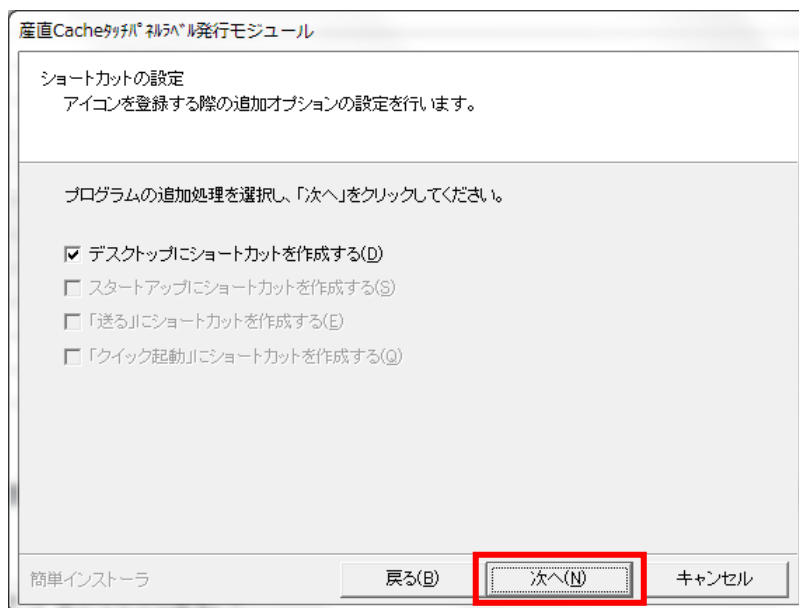 産直Cacheﾀｯﾁﾊﾟﾈﾙﾗﾍﾞﾙ発行モジュール
ショートカットの設定
アイコンを登録する際の追加オプションの設定を行います。
プログラムの追加処理を選択し、「次へ」をクリックしてください。
デスクトップにショートカットを作成する(D)
スタートアップにショートカットを作成する(S)
「送る」にショートカットを作成する(E)
「クイック起動」にショートカットを作成する(Q)
簡単インストーラ
戻る(B)
次へ(N)
キャンセル